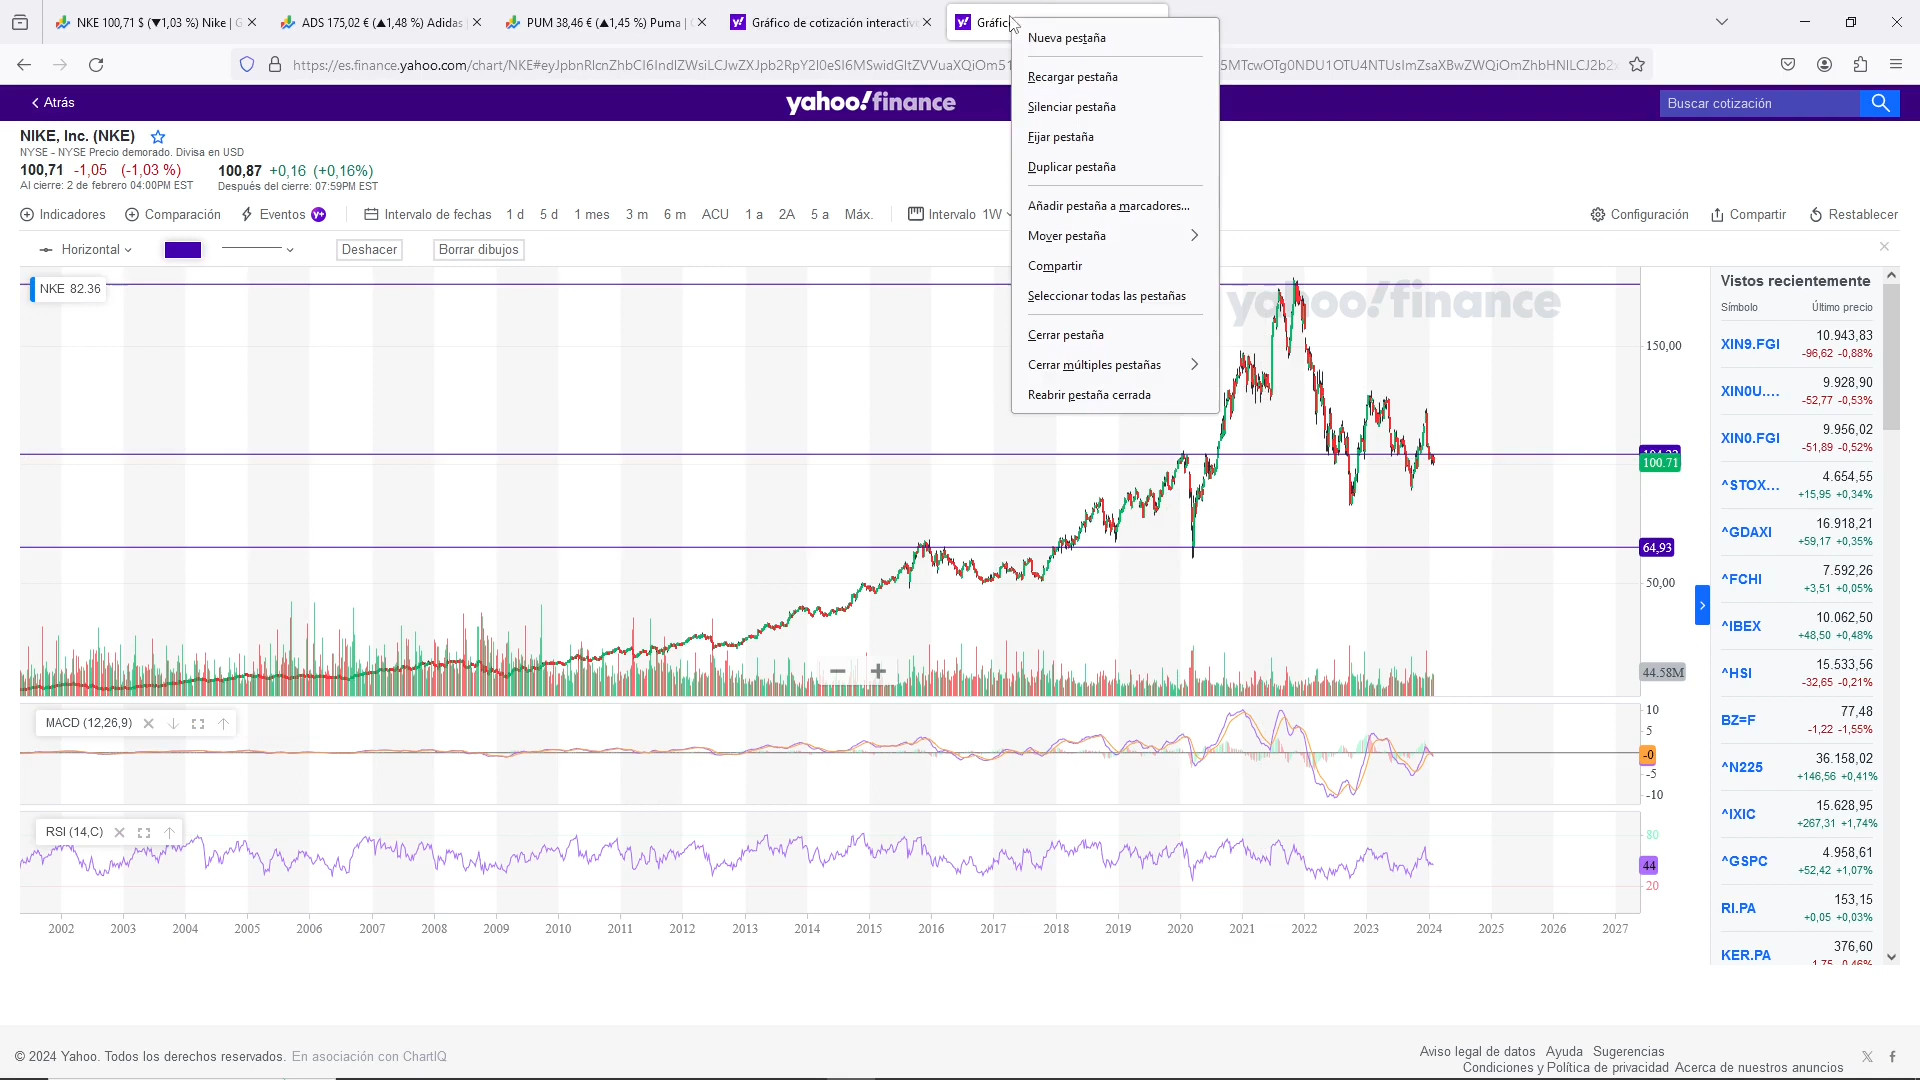 NKE 100,71 $ (▼1,03 %) Nike | G
ADS 175,02 € (▲1,48 %) Adidas
PUM 38,46 € (▲1,45 %) Puma |
Gráfico de cotización interactivo
Gráfic
https://es.finance.yahoo.com/chart/NKE#
Atrás
yahoo!finance
Buscar cotización
NIKE, Inc. (NKE)
NYSE - NYSE Precio demorado. Divisa en USD
100,71 -1,05 (-1,03 %)
Al cierre: 2 de febrero 04:00PM EST
100,87 +0,16 (+0,16%)
Después del cierre: 07:59PM EST
Indicadores
Comparación
Eventos
Intervalo de fechas
1 d
5 d
1 mes
3 m
6 m
ACU
1 a
2A
5 a
Máx.
Intervalo 1W
Configuración
Compartir
Restablecer
Horizontal
Deshacer
Borrar dibujos
Nueva pestaña
Recargar pestaña
Silenciar pestaña
Fijar pestaña
Duplicar pestaña
Añadir pestaña a marcadores...
Mover pestaña
Compartir
Seleccionar todas las pestañas
Cerrar pestaña
Cerrar múltiples pestañas
Reabrir pestaña cerrada
NKE 82.36
yahoo!finance
150,00
100.71
64,93
50,00
44.58M
MACD (12,26,9)
10
5
-0
-5
-10
RSI (14,C)
80
44
20
2002 2003 2004 2005 2006 2007 2008 2009 2010 2011 2012 2013 2014 2015 2016 2017 2018 2019 2020 2021 2022 2023 2024 2025 2026 2027
Vistos recientemente
Símbolo Último precio
XIN9.FGI 10.943,83
-96,62 -0,88%
XIN0U.... 9.928,90
-52,77 -0,53%
XIN0.FGI 9.956,02
-51,89 -0,52%
^STOX... 4.654,55
+15,95 +0,34%
^GDAXI 16.918,21
+59,17 +0,35%
^FCHI 7.592,26
+3,51 +0,05%
^IBEX 10.062,50
+48,50 +0,48%
^HSI 15.533,56
-32,65 -0,21%
BZ=F 77,48
-1,22 -1,55%
^N225 36.158,02
+146,56 +0,41%
^IXIC 15.628,95
+267,31 +1,74%
^GSPC 4.958,61
+52,42 +1,07%
RI.PA 153,15
+0,05 +0,03%
KER.PA 376,60
© 2024 Yahoo. Todos los derechos reservados. En asociación con ChartIQ
Aviso legal de datos Ayuda Sugerencias
Condiciones y Política de privacidad Acerca de nuestros anuncios